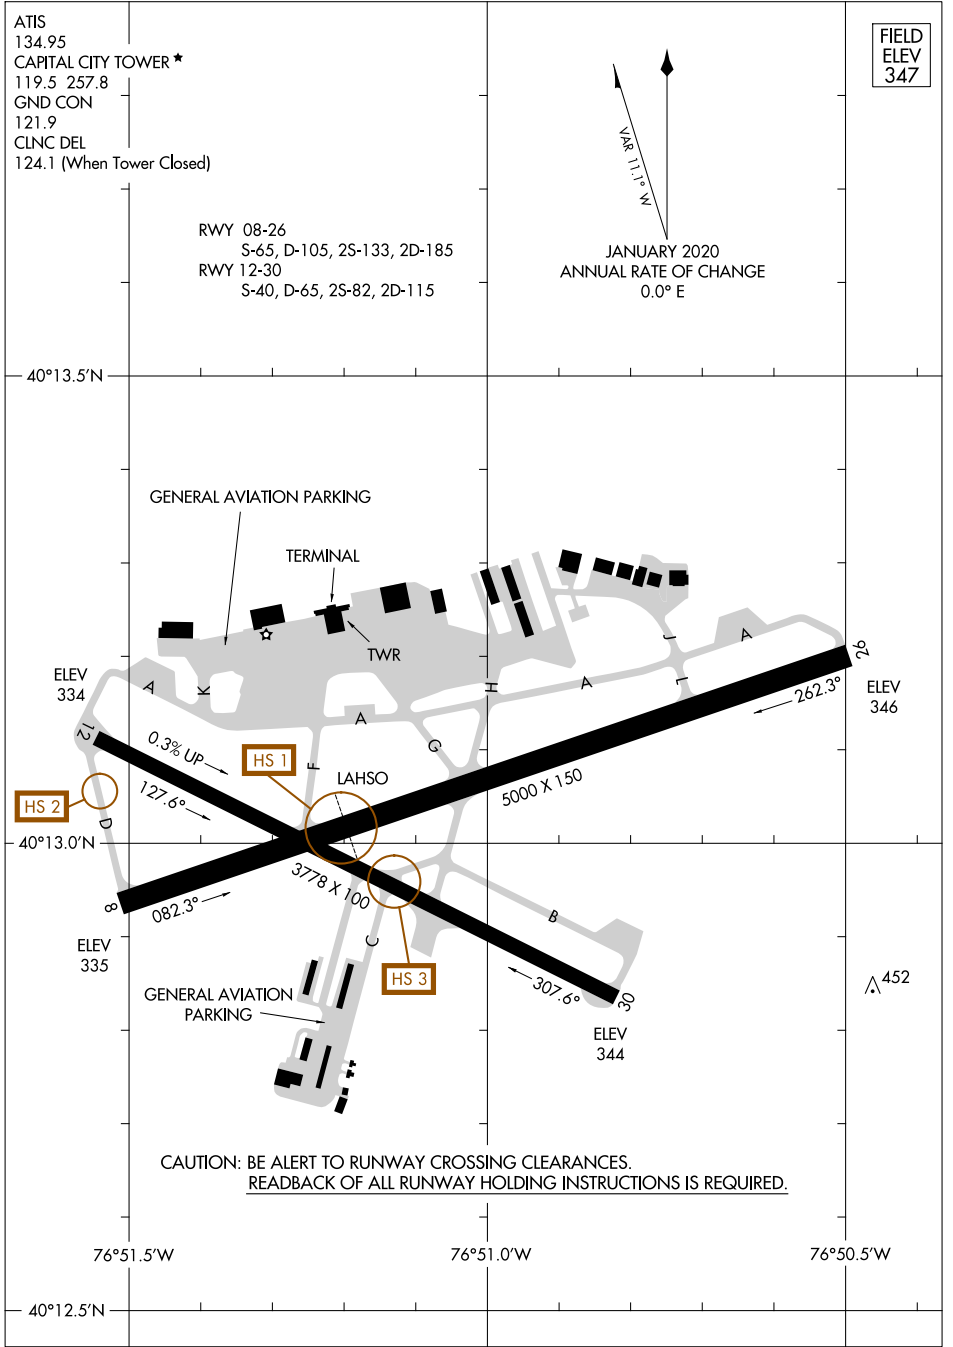 ATIS
134.95
CAPITAL CITY TOWER ★
119.5 257.8
GND CON
121.9
CLNC DEL
124.1 (When Tower Closed)
FIELD
ELEV
347
RWY 08-26
S-65, D-105, 2S-133, 2D-185
RWY 12-30
S-40, D-65, 2S-82, 2D-115
VAR 11.1° W
JANUARY 2020
ANNUAL RATE OF CHANGE
0.0° E
40°13.5'N
GENERAL AVIATION PARKING
TERMINAL
TWR
J
A
26
ELEV
334
A
K
H
A
L
262.3°
ELEV
346
A
G
12
0.3% UP
F
HS 1
LAHSO
5000 X 150
127.6°
HS 2
D
40°13.0'N
3778 X 100
8
082.3°
B
C
ELEV
335
HS 3
307.6°
30
452
GENERAL AVIATION
PARKING
ELEV
344
CAUTION: BE ALERT TO RUNWAY CROSSING CLEARANCES.
READBACK OF ALL RUNWAY HOLDING INSTRUCTIONS IS REQUIRED.
76°51.5'W
76°51.0'W
76°50.5'W
40°12.5'N